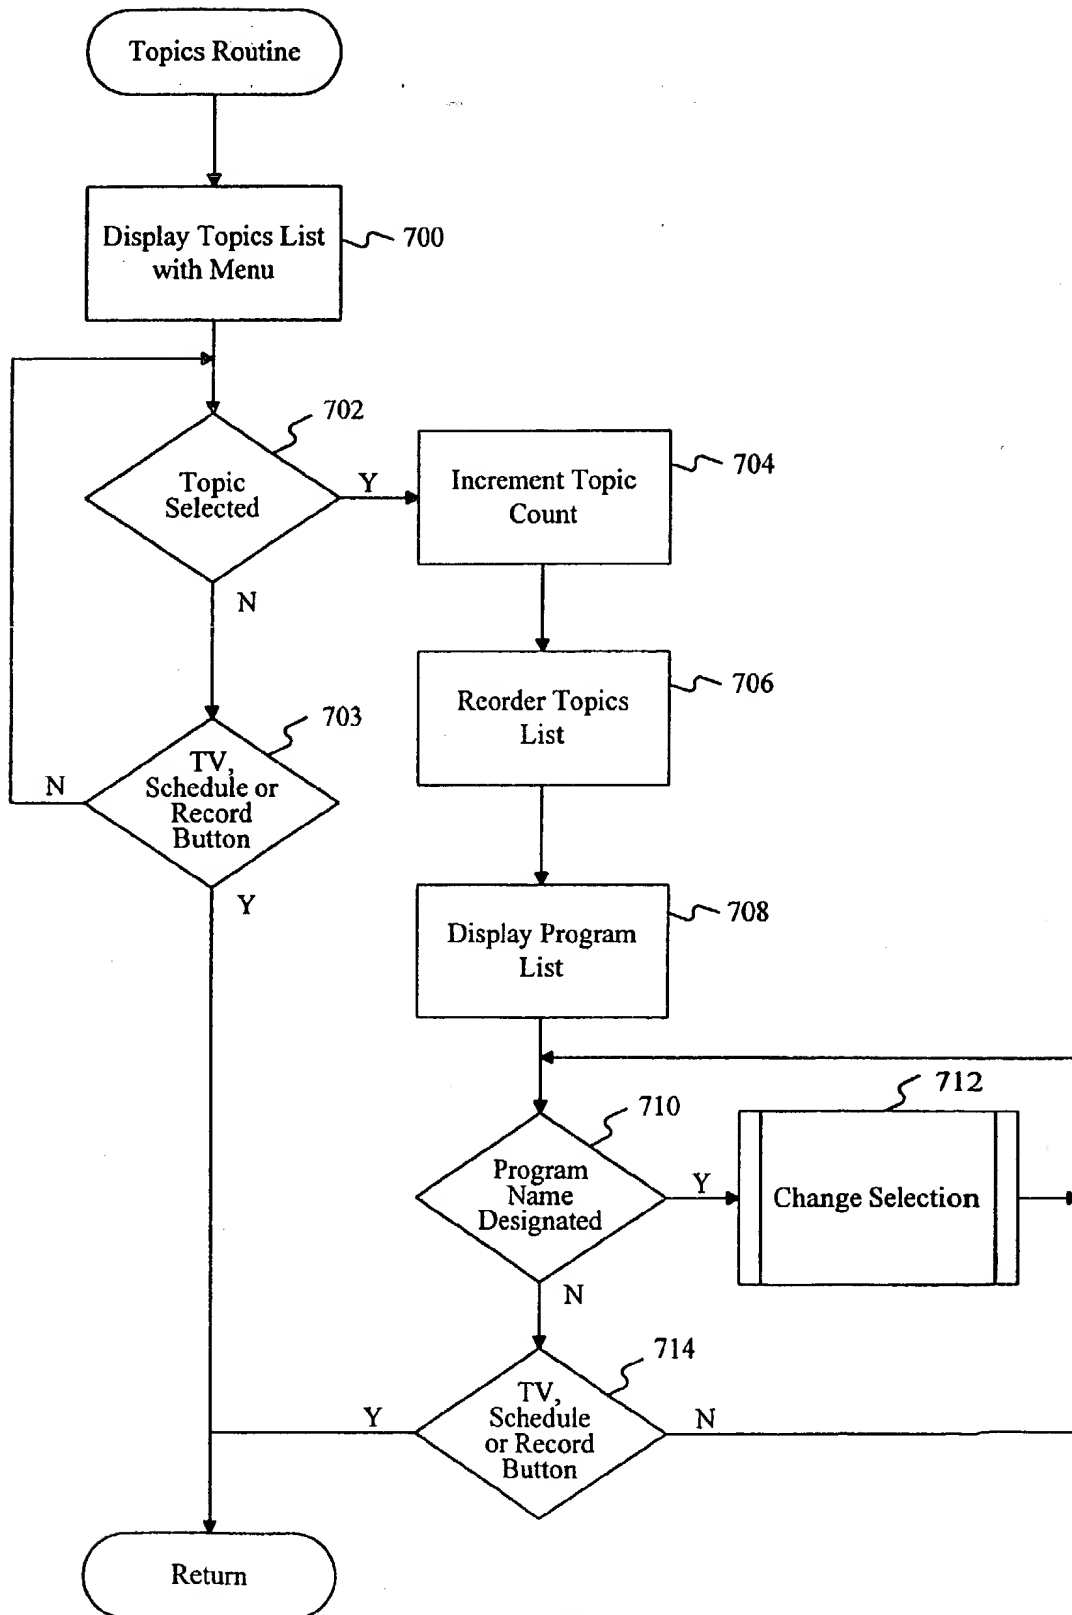 Topics Routine
Display Topics List
with Menu
700
702
Topic
Selected
Y
N
Increment Topic
Count
704
Reorder Topics
List
706
703
TV,
Schedule or
Record
Button
N
Y
Display Program
List
708
710
Program
Name
Designated
Y
N
712
Change Selection
714
TV,
Schedule
or Record
Button
Y
N
Return